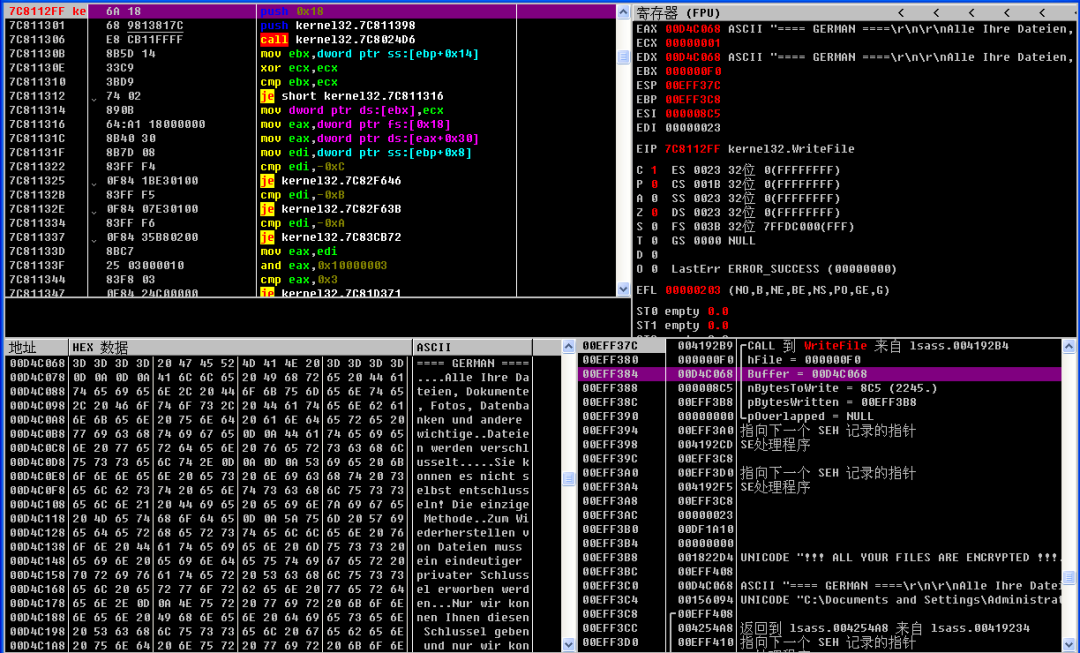 7C8112FF ke 6A 18 push 0x18
7C811301 68 9813817C push kernel32.7C811398
7C811306 E8 CB11FFFF call kernel32.7C8024D6
7C81130B 8B5D 14 mov ebx,dword ptr ss:[ebp+0x14]
7C81130E 33C9 xor ecx,ecx
7C811310 3BD9 cmp ebx,ecx
7C811312 74 02 je short kernel32.7C811316
7C811314 890B mov dword ptr ds:[ebx],ecx
7C811316 64:A1 18000000 mov eax,dword ptr fs:[0x18]
7C81131C 8B40 30 mov eax,dword ptr ds:[eax+0x30]
7C81131F 8B7D 08 mov edi,dword ptr ss:[ebp+0x8]
7C811322 83FF F4 cmp edi,-0xC
7C811325 0F84 1BE30100 je kernel32.7C82F646
7C81132B 83FF F5 cmp edi,-0xB
7C81132E 0F84 07E30100 je kernel32.7C82F63B
7C811334 83FF F6 cmp edi,-0xA
7C811337 0F84 35B80200 je kernel32.7C83CB72
7C81133D 8BC7 mov eax,edi
7C81133F 25 03000010 and eax,0x10000003
7C811344 83F8 03 cmp eax,0x3
7C811347 0F84 24C00000 je kernel32.7C81D371
寄存器 (FPU) < < < < <
EAX 00D4C068 ASCII "==== GERMAN ====\r\n\r\nAlle Ihre Dateien,
ECX 00000001
EDX 00D4C068 ASCII "==== GERMAN ====\r\n\r\nAlle Ihre Dateien,
EBX 000000F0
ESP 00EFF37C
EBP 00EFF3C8
ESI 000008C5
EDI 00000023
EIP 7C8112FF kernel32.WriteFile
C 1 ES 0023 32位 0(FFFFFFFF)
P 0 CS 001B 32位 0(FFFFFFFF)
A 0 SS 0023 32位 0(FFFFFFFF)
Z 0 DS 0023 32位 0(FFFFFFFF)
S 0 FS 003B 32位 7FFDC000(FFF)
T 0 GS 0000 NULL
D 0
O 0 LastErr ERROR_SUCCESS (00000000)
EFL 00000203 (NO,B,NE,BE,NS,PO,GE,G)
ST0 empty 0.0
ST1 empty 0.0
地址 HEX 数据 ASCII
00D4C068 3D 3D 3D 3D 20 47 45 52 4D 41 4E 20 3D 3D 3D 3D ==== GERMAN ====
00D4C078 0D 0A 0D 0A 41 6C 6C 65 20 49 68 72 65 20 44 61 ....Alle Ihre Da
00D4C088 74 65 69 65 6E 2C 20 44 6F 6B 75 6D 65 6E 74 65 teien, Dokumente
00D4C098 2C 20 46 6F 74 6F 73 2C 20 44 61 74 65 6E 62 61 , Fotos, Datenba
00D4C0A8 6E 6B 65 6E 20 75 6E 64 20 61 6E 64 65 72 65 20 nken und andere
00D4C0B8 77 69 63 68 74 69 67 65 0D 0A 44 61 74 65 69 65 wichtige..Dateie
00D4C0C8 6E 20 77 65 72 64 65 6E 20 76 65 72 73 63 68 6C n werden verschl
00D4C0D8 75 73 73 65 6C 74 2E 0D 0A 0D 0A 53 69 65 20 6B usselt.....Sie k
00D4C0E8 6F 6E 6E 65 6E 20 65 73 20 6E 69 63 68 74 20 73 onnen es nicht s
00D4C0F8 65 6C 62 73 74 20 65 6E 74 73 63 68 6C 75 73 73 elbst entschluss
00D4C108 65 6C 6E 21 20 44 69 65 20 65 69 6E 7A 69 67 65 eln! Die einzige
00D4C118 20 4D 65 74 68 6F 64 65 0D 0A 5A 75 6D 20 57 69 Methode..Zum Wi
00D4C128 65 64 65 72 68 65 72 73 74 65 6C 6C 65 6E 20 76 ederherstellen v
00D4C138 6F 6E 20 44 61 74 65 69 65 6E 20 6D 75 73 73 20 on Dateien muss
00D4C148 65 69 6E 20 65 69 6E 64 65 75 74 69 67 65 72 20 ein eindeutiger
00D4C158 70 72 69 76 61 74 65 72 20 53 63 68 6C 75 73 73 privater Schluss
00D4C168 65 6C 20 65 72 77 6F 72 62 65 6E 20 77 65 72 64 el erworben werd
00D4C178 65 6E 2E 0D 0A 4E 75 72 20 77 69 72 20 6B 6F 6E en...Nur wir kon
00D4C188 6E 65 6E 20 49 68 6E 65 6E 20 64 69 65 73 65 6E nen Ihnen diesen
00D4C198 20 53 63 68 6C 75 73 73 65 6C 20 67 65 62 65 6E Schlussel geben
00D4C1A8 20 75 6E 64 20 6E 75 72 20 77 69 72 20 6B 6F 6E und nur wir kon
00EFF37C 004192B9 CALL 到 WriteFile 来自 lsass.004192B4
00EFF380 000000F0 hFile = 000000F0
00EFF384 00D4C068 Buffer = 00D4C068
00EFF388 000008C5 nBytesToWrite = 8C5 (2245.)
00EFF38C 00EFF3B8 pBytesWritten = 00EFF3B8
00EFF390 00000000 pOverlapped = NULL
00EFF394 00EFF3A0 指向下一个 SEH 记录的指针
00EFF398 004192CD SE处理程序
00EFF39C 00EFF3C8
00EFF3A0 00EFF3D0 指向下一个 SEH 记录的指针
00EFF3A4 004192F5 SE处理程序
00EFF3A8 00EFF3C8
00EFF3AC 00000023
00EFF3B0 00DF1A10
00EFF3B4 00000000
00EFF3B8 001822D4 UNICODE "!!! ALL YOUR FILES ARE ENCRYPTED !!!.
00EFF3BC 00EFF408
00EFF3C0 00D4C068 ASCII "==== GERMAN ====\r\n\r\nAlle Ihre Datei
00EFF3C4 00156094 UNICODE "C:\Documents and Settings\Administrat
00EFF3C8 00EFF408
00EFF3CC 004254A8 返回到 lsass.004254A8 来自 lsass.00419234
00EFF3D0 00EFF410 指向下一个 SEH 记录的指针